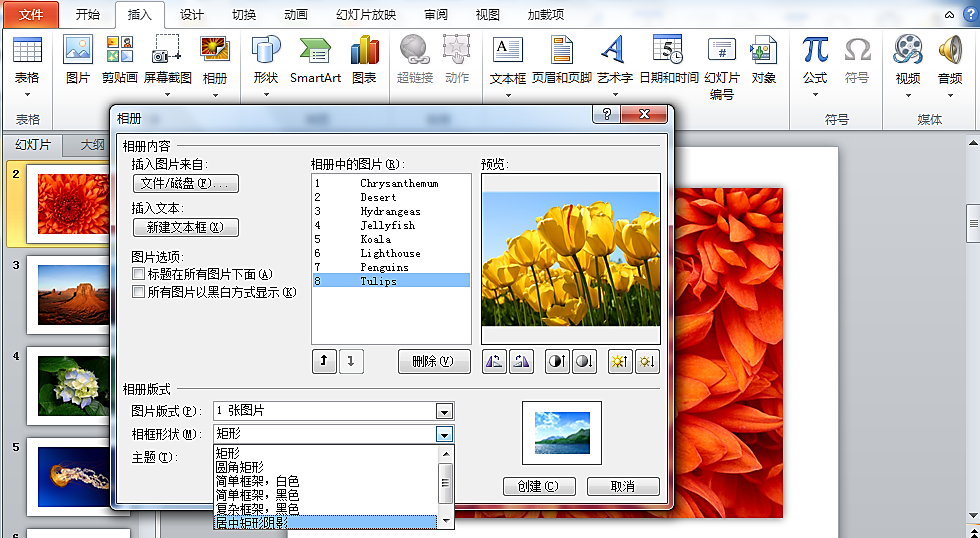 文件 开始 插入 设计 切换 动画 幻灯片放映 审阅 视图 加载项
表格 图片 剪贴画 屏幕截图 相册 形状 SmartArt 图表 超链接 动作 文本框 页眉和页脚 艺术字 日期和时间 幻灯片编号 对象 公式 符号 视频 音频
表格 符号 媒体
幻灯片 大纲
2
3
4
5
相册
相册内容
插入图片来自:
文件/磁盘(F)...
插入文本:
新建文本框(X)
图片选项:
标题在所有图片下面(A)
所有图片以黑白方式显示(K)
相册中的图片(R):
1 Chrysanthemum
2 Desert
3 Hydrangeas
4 Jellyfish
5 Koala
6 Lighthouse
7 Penguins
8 Tulips
删除(V)
预览:
相册版式
图片版式(P): 1 张图片
相框形状(M): 矩形
主题(T):
矩形
圆角矩形
简单框架，白色
简单框架，黑色
复杂框架，黑色
居中矩形阴影
创建(C) 取消